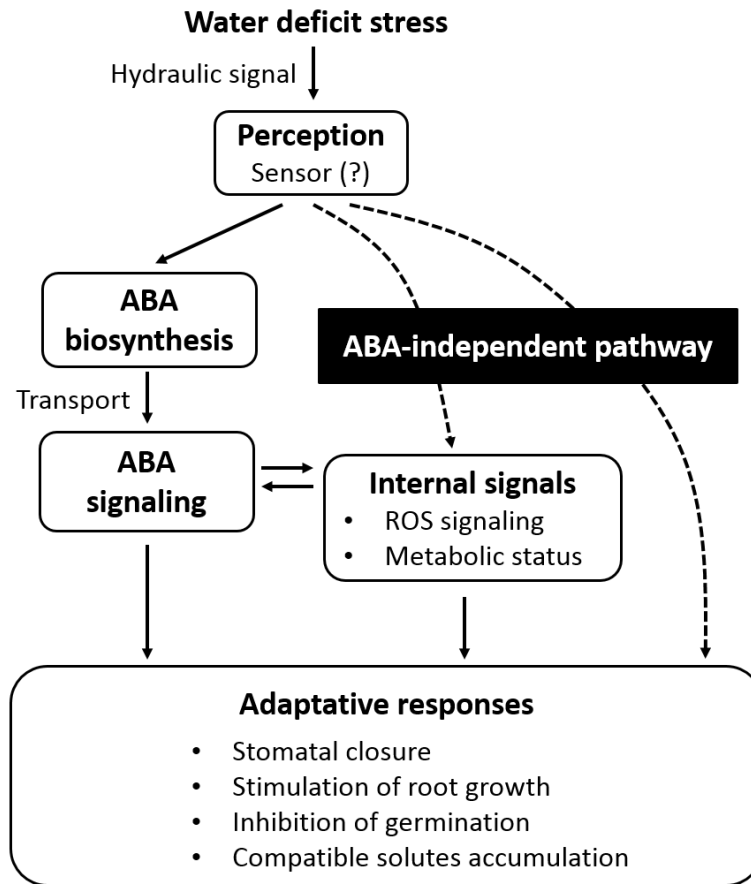 Water deficit stress
Hydraulic signal
Perception
Sensor (?)
ABA
biosynthesis
ABA-independent pathway
Transport
ABA
signaling
Internal signals
• ROS signaling
• Metabolic status
Adaptative responses
• Stomatal closure
• Stimulation of root growth
• Inhibition of germination
• Compatible solutes accumulation